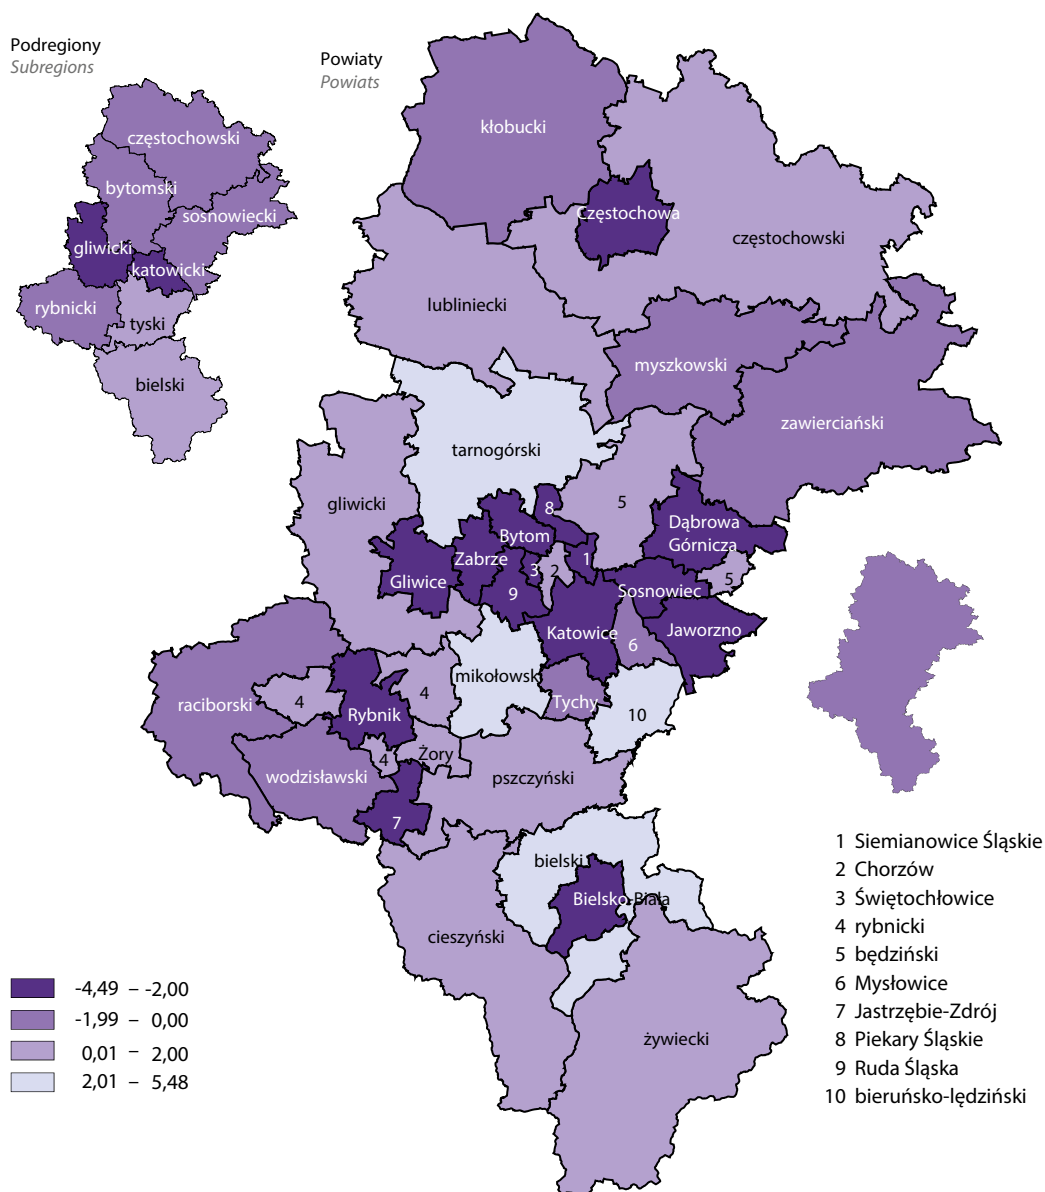 Podregiony
Subregions
częstochowski
bytomski
sosnowiecki
gliwicki
katowicki
rybnicki
tyski
bielski
Powiaty
Powiats
kłobucki
Częstochowa
częstochowski
lubliniecki
myszkowski
zawierciański
tarnogórski
gliwicki
5
8
Bytom
Dąbrowa
Górnicza
Zabrze
1
3
2
Gliwice
9
Sosnowiec
5
Katowice
6
Jaworzno
mikołowsk
raciborski
4
4
Rybnik
Tychy
10
4
Żory
wodzisławski
pszczyński
7
bielski
Bielsko-Biała
cieszyński
żywiecki
-4,49 – -2,00
-1,99 – 0,00
0,01 – 2,00
2,01 – 5,48
1 Siemianowice Śląskie
2 Chorzów
3 Świętochłowice
4 rybnicki
5 będziński
6 Mysłowice
7 Jastrzębie-Zdrój
8 Piekary Śląskie
9 Ruda Śląska
10 bieruńsko-lędziński